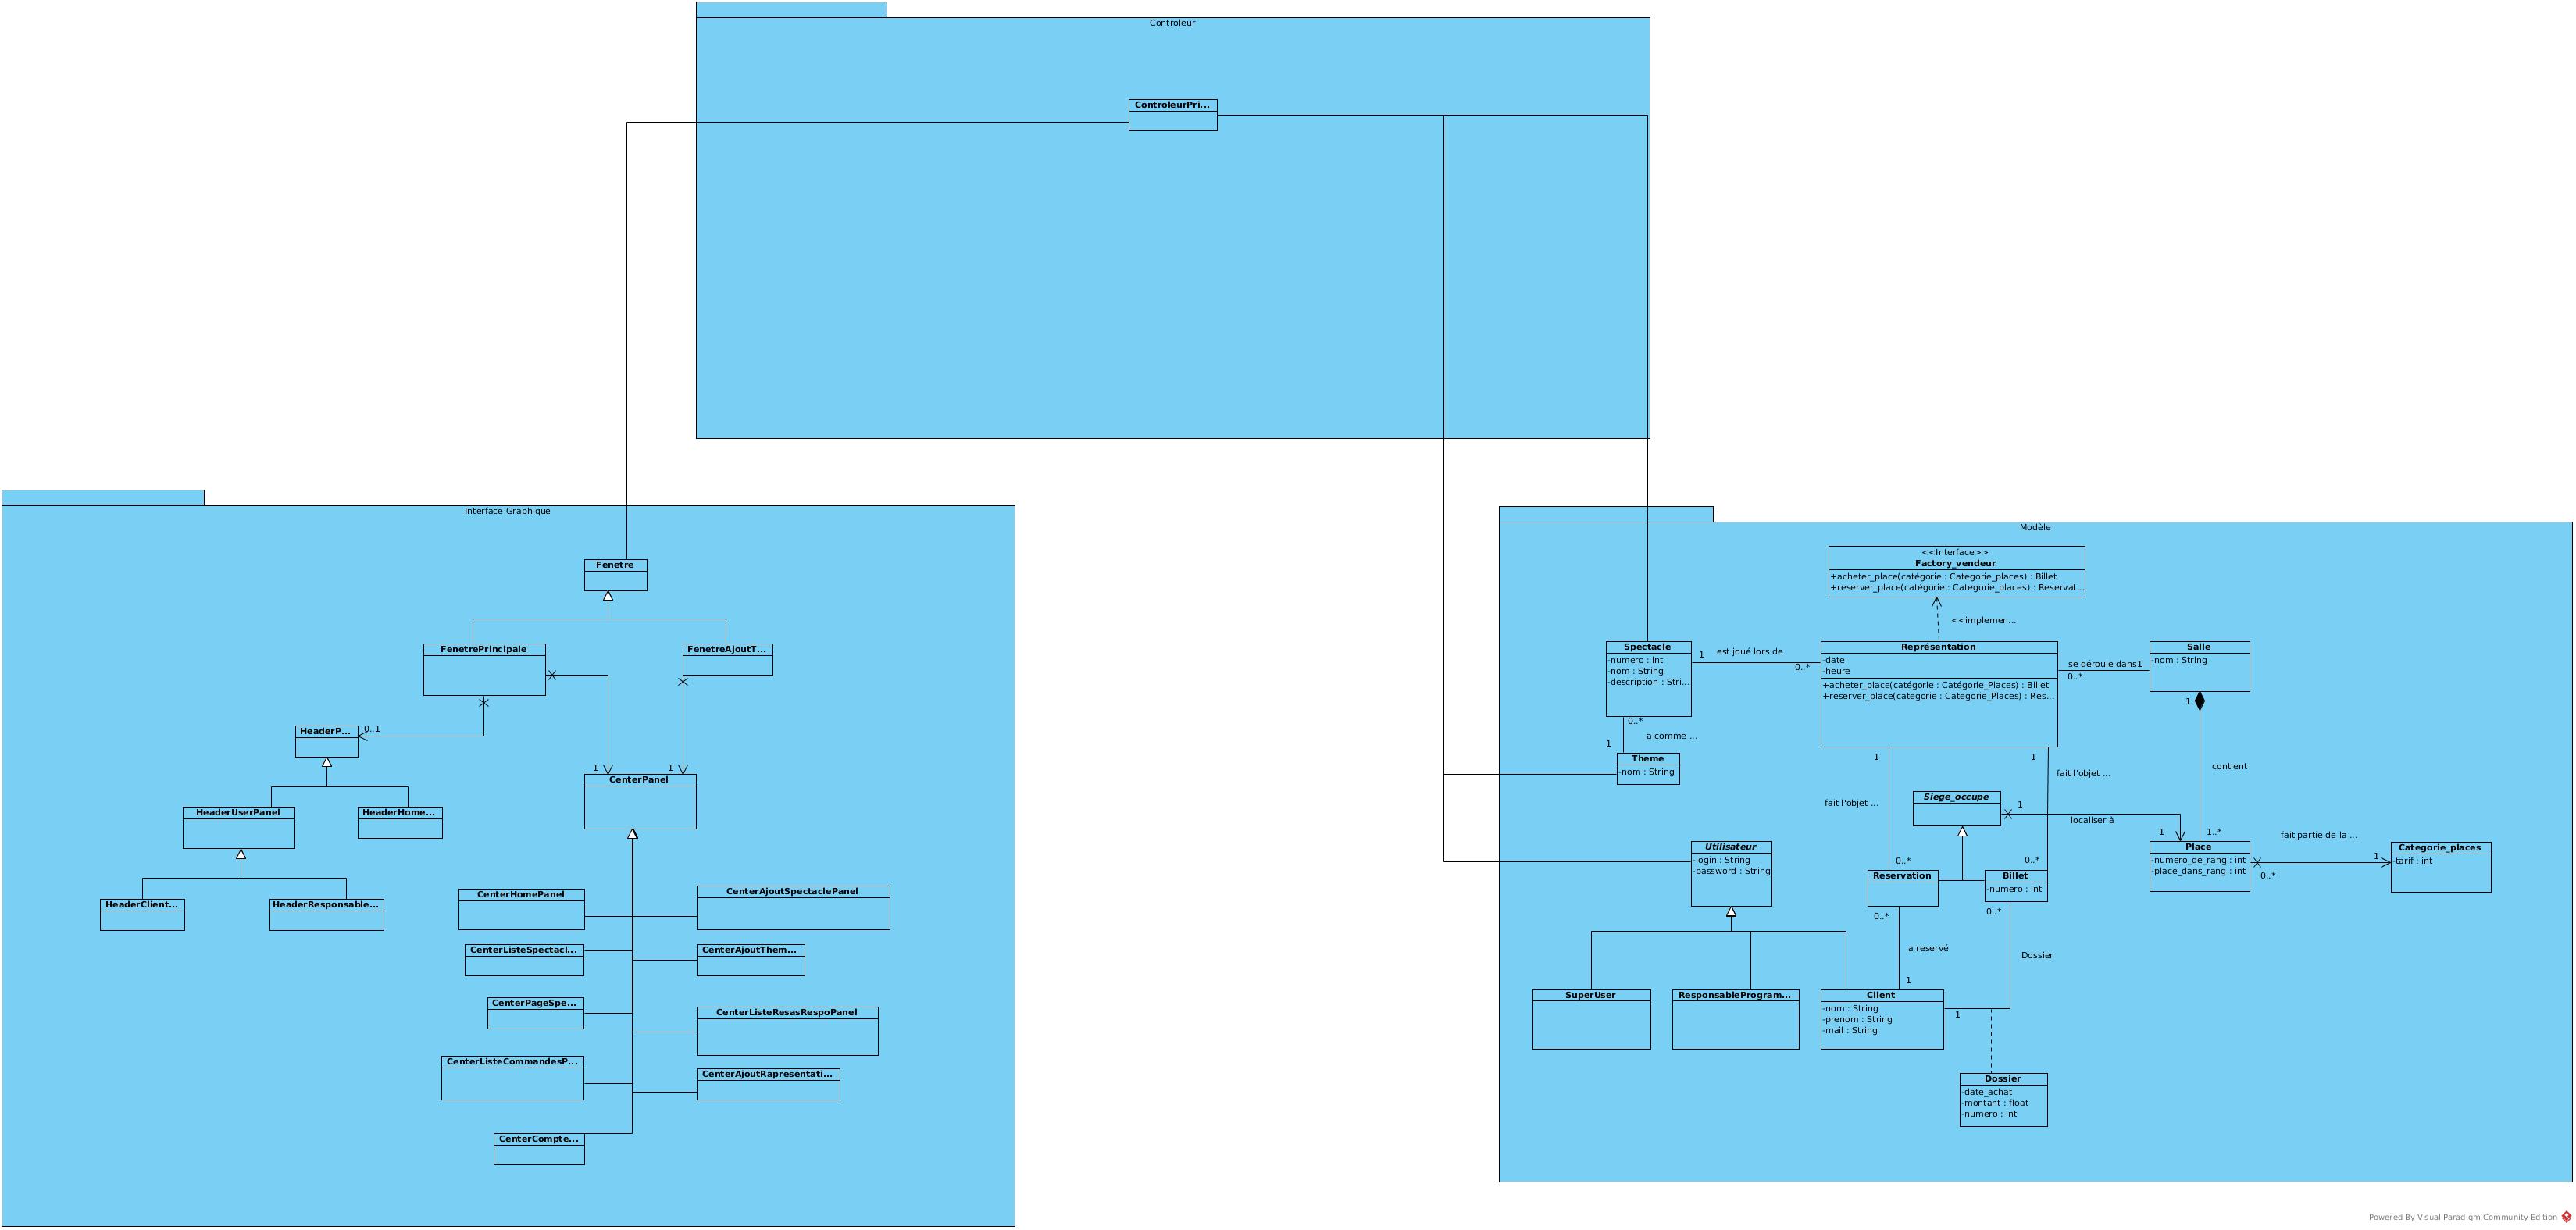 Controleur
ControleurPri...
Interface Graphique
Fenetre
FenetrePrincipale
FenetreAjoutT...
HeaderP...
0..1
1
1
CenterPanel
HeaderUserPanel
HeaderHome...
HeaderClient...
HeaderResponsable...
CenterHomePanel
CenterAjoutSpectaclePanel
CenterListeSpectacl...
CenterAjoutThem...
CenterPageSpe...
CenterListeResasRespoPanel
CenterListeCommandesP...
CenterAjoutRapresentati...
CenterCompte...
Modèle
<<Interface>>
Factory_vendeur
+acheter_place(catégorie : Categorie_places) : Billet
+reserver_place(catégorie : Categorie_places) : Reservat...
<<implemen...
Spectacle
-numero : int
-nom : String
-description : Stri...
1
est joué lors de
0..*
Représentation
-date
-heure
+acheter_place(catégorie : Catégorie_Places) : Billet
+reserver_place(categorie : Categorie_Places) : Res...
se déroule dans1
0..*
Salle
-nom : String
0..*
a comme ...
1
Theme
-nom : String
1
contient
1..*
1
fait l'objet ...
0..*
1
fait l'objet ...
0..*
Siege_occupe
1
localiser à
1
Place
-numero_de_rang : int
-place_dans_rang : int
fait partie de la ...
0..*
1
Categorie_places
-tarif : int
Utilisateur
-login : String
-password : String
Reservation
Billet
-numero : int
0..*
a reservé
1
0..*
Dossier
1
SuperUser
ResponsableProgram...
Client
-nom : String
-prenom : String
-mail : String
Dossier
-date_achat
-montant : float
-numero : int
Powered By Visual Paradigm Community Edition